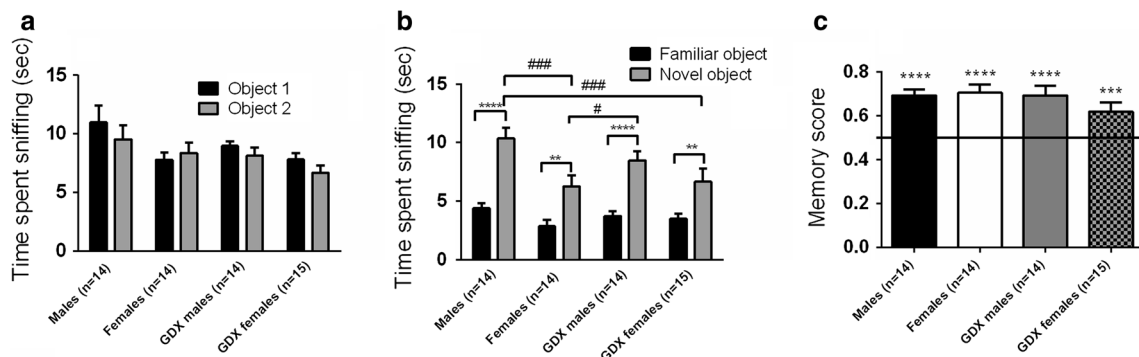 a
Time spent sniffing (sec)
15
10
5
0
Object 1
Object 2
Males (n=14)
Females (n=14)
GDX males (n=14)
GDX females (n=15)
b
Time spent sniffing (sec)
15
10
5
0
Familiar object
Novel object
###
###
#
****
**
****
**
Males (n=14)
Females (n=14)
GDX males (n=14)
GDX females (n=15)
c
Memory score
0.8
0.6
0.4
0.2
0.0
****
****
****
***
Males (n=14)
Females (n=14)
GDX males (n=14)
GDX females (n=15)